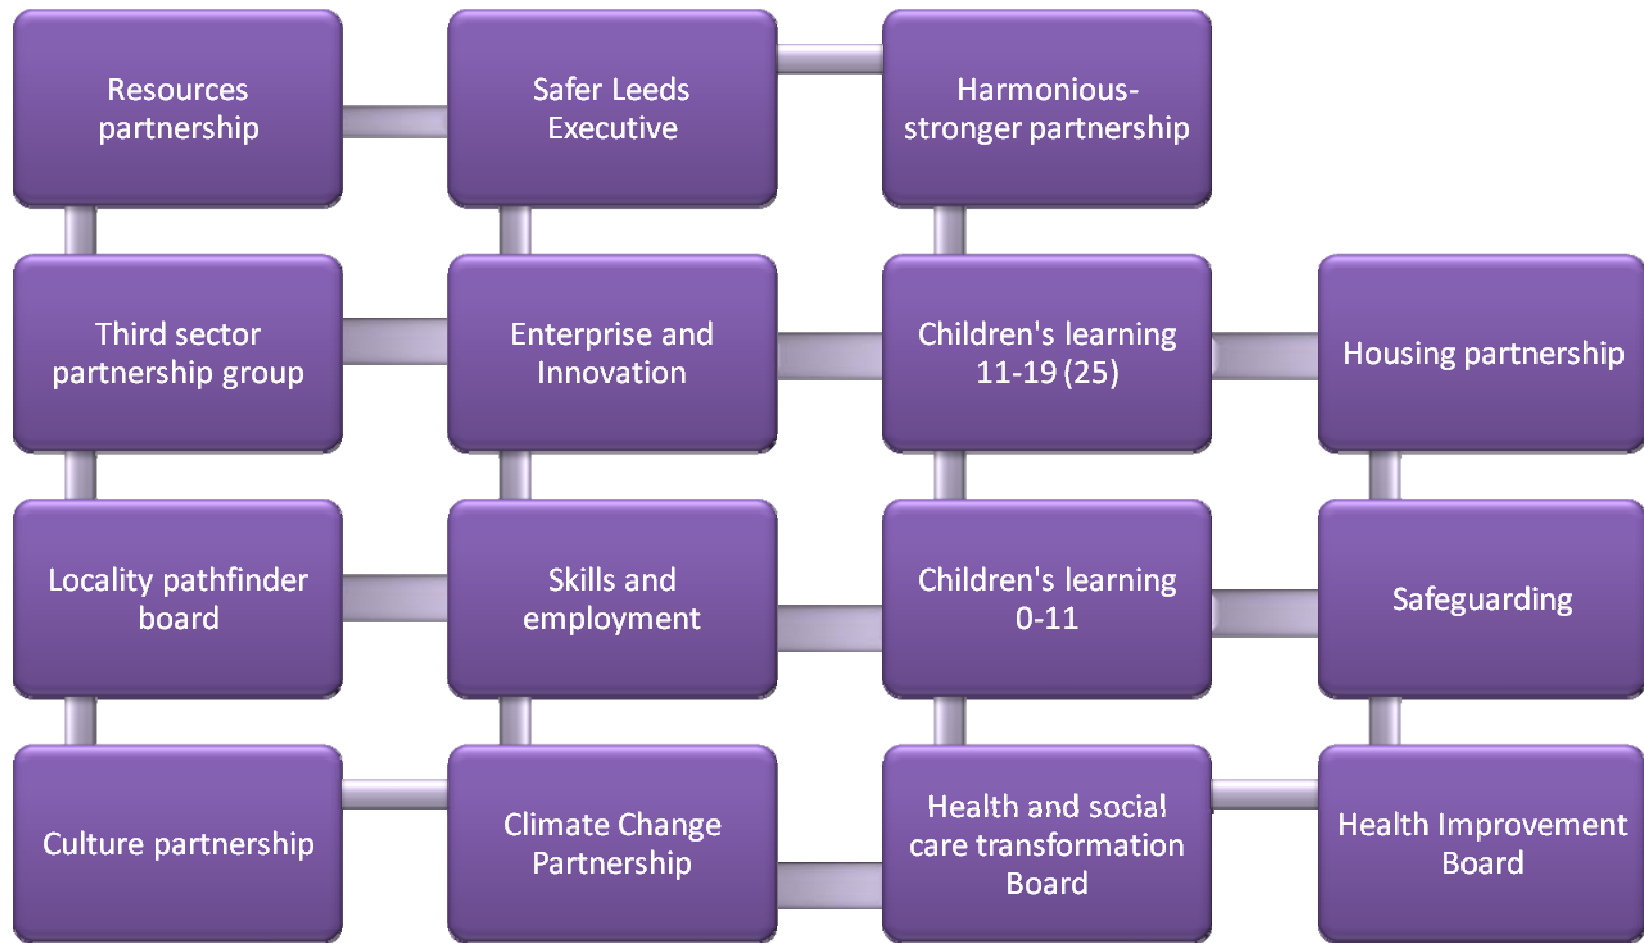 Resources
partnership
Safer Leeds
Executive
Harmonious-
stronger partnership
Third sector
partnership group
Enterprise and
Innovation
Children's learning
11-19 (25)
Housing partnership
Locality pathfinder
board
Skills and
employment
Children's learning
0-11
Safeguarding
Culture partnership
Climate Change
Partnership
Health and social
care transformation
Board
Health Improvement
Board